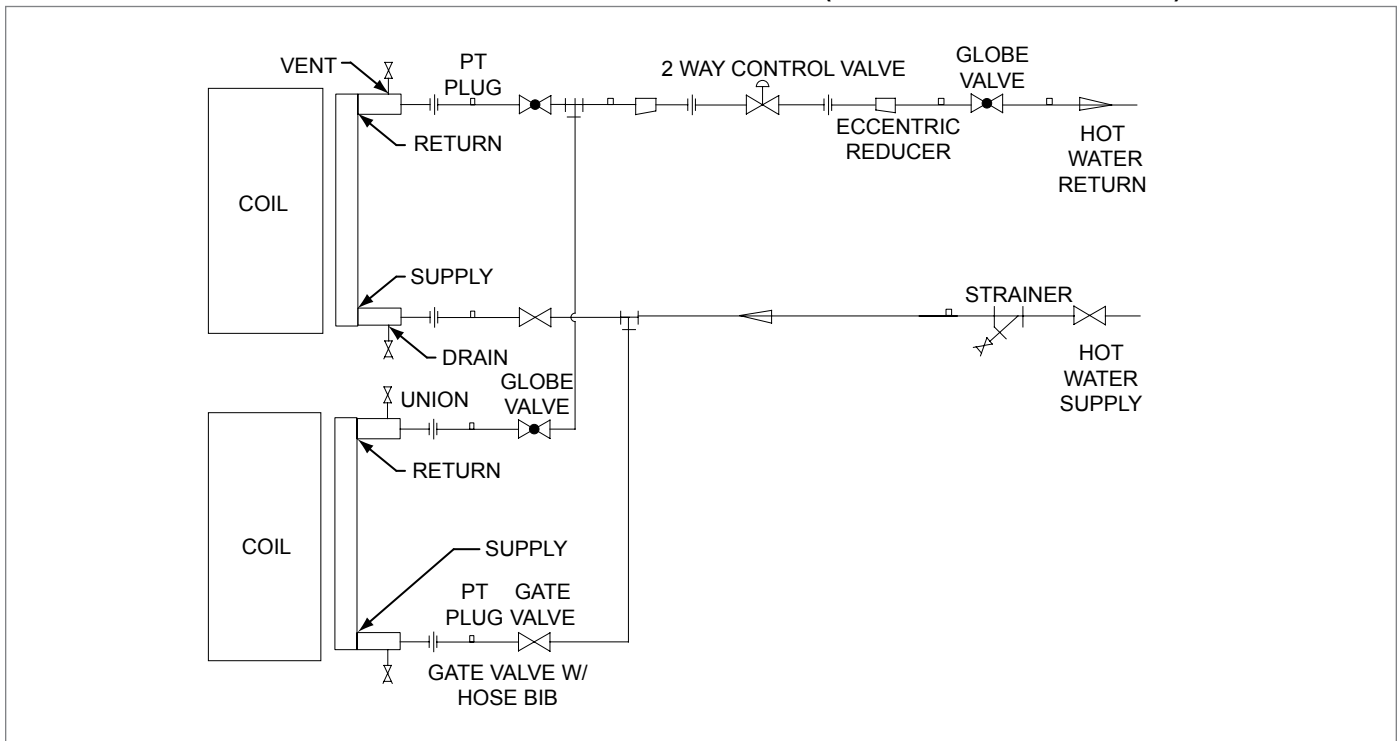 VENT
PT
PLUG
2 WAY CONTROL VALVE
GLOBE
VALVE
RETURN
ECCENTRIC
REDUCER
HOT
WATER
RETURN
COIL
SUPPLY
STRAINER
DRAIN
HOT
WATER
SUPPLY
UNION
GLOBE
VALVE
RETURN
COIL
SUPPLY
PT
PLUG
GATE
VALVE
GATE VALVE W/
HOSE BIB